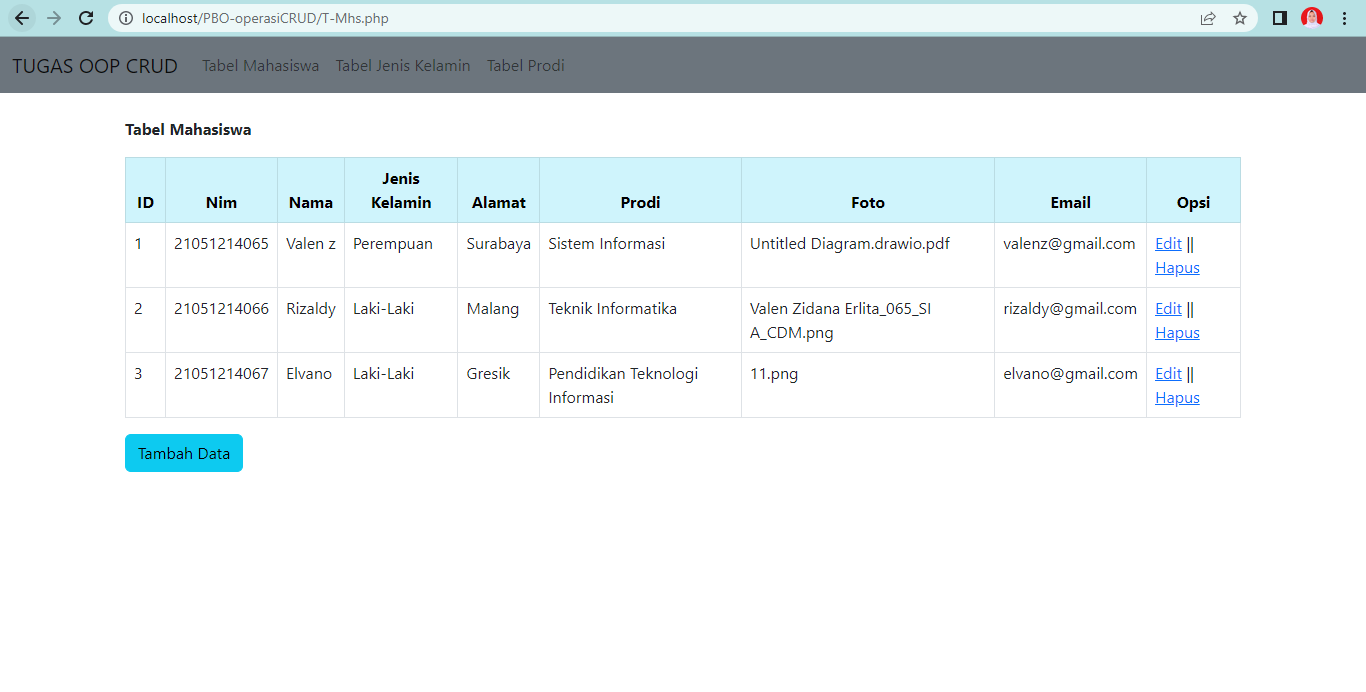 localhost/PBO-operasiCRUD/T-Mhs.php
TUGAS OOP CRUD Tabel Mahasiswa Tabel Jenis Kelamin Tabel Prodi
Tabel Mahasiswa
ID Nim Nama Jenis Kelamin Alamat Prodi Foto Email Opsi
1 21051214065 Valen z Perempuan Surabaya Sistem Informasi Untitled Diagram.drawio.pdf valenz@gmail.com Edit ||
Hapus
2 21051214066 Rizaldy Laki-Laki Malang Teknik Informatika Valen Zidana Erlita_065_SI rizaldy@gmail.com Edit ||
A_CDM.png Hapus
3 21051214067 Elvano Laki-Laki Gresik Pendidikan Teknologi 11.png elvano@gmail.com Edit ||
Informasi Hapus
Tambah Data